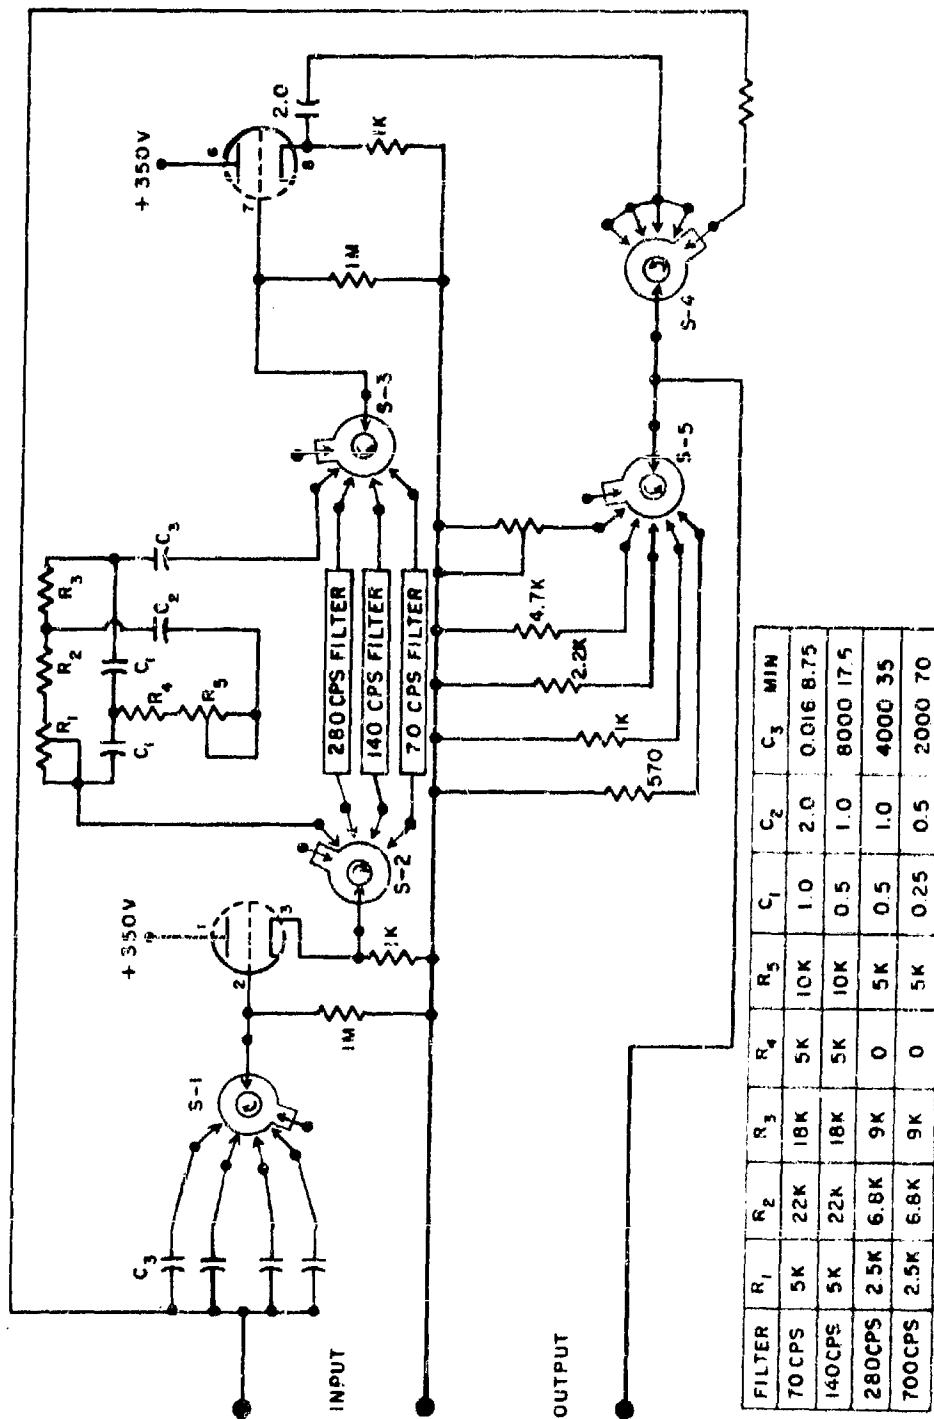 +350V
6
7
8
2.0
1K
1M
R1
R2
R3
C1
C1
C2
C3
R4
R5
+350V
1
2
3
1K
1M
S-1
C3
S-2
S-3
280 CPS FILTER
140 CPS FILTER
70 CPS FILTER
INPUT
570
1K
2.2K
4.7K
S-5
S-4
OUTPUT
FILTER R1 R2 R3 R4 R5 C1 C2 C3 MIN
70 CPS 5K 22K 18K 5K 10K 1.0 2.0 0.016 8.75
140CPS 5K 22K 18K 5K 10K 0.5 1.0 8000 17.5
280CPS 2.5K 6.8K 9K 0 5K 0.5 1.0 4000 35
700CPS 2.5K 6.8K 9K 0 5K 0.25 0.5 2000 70